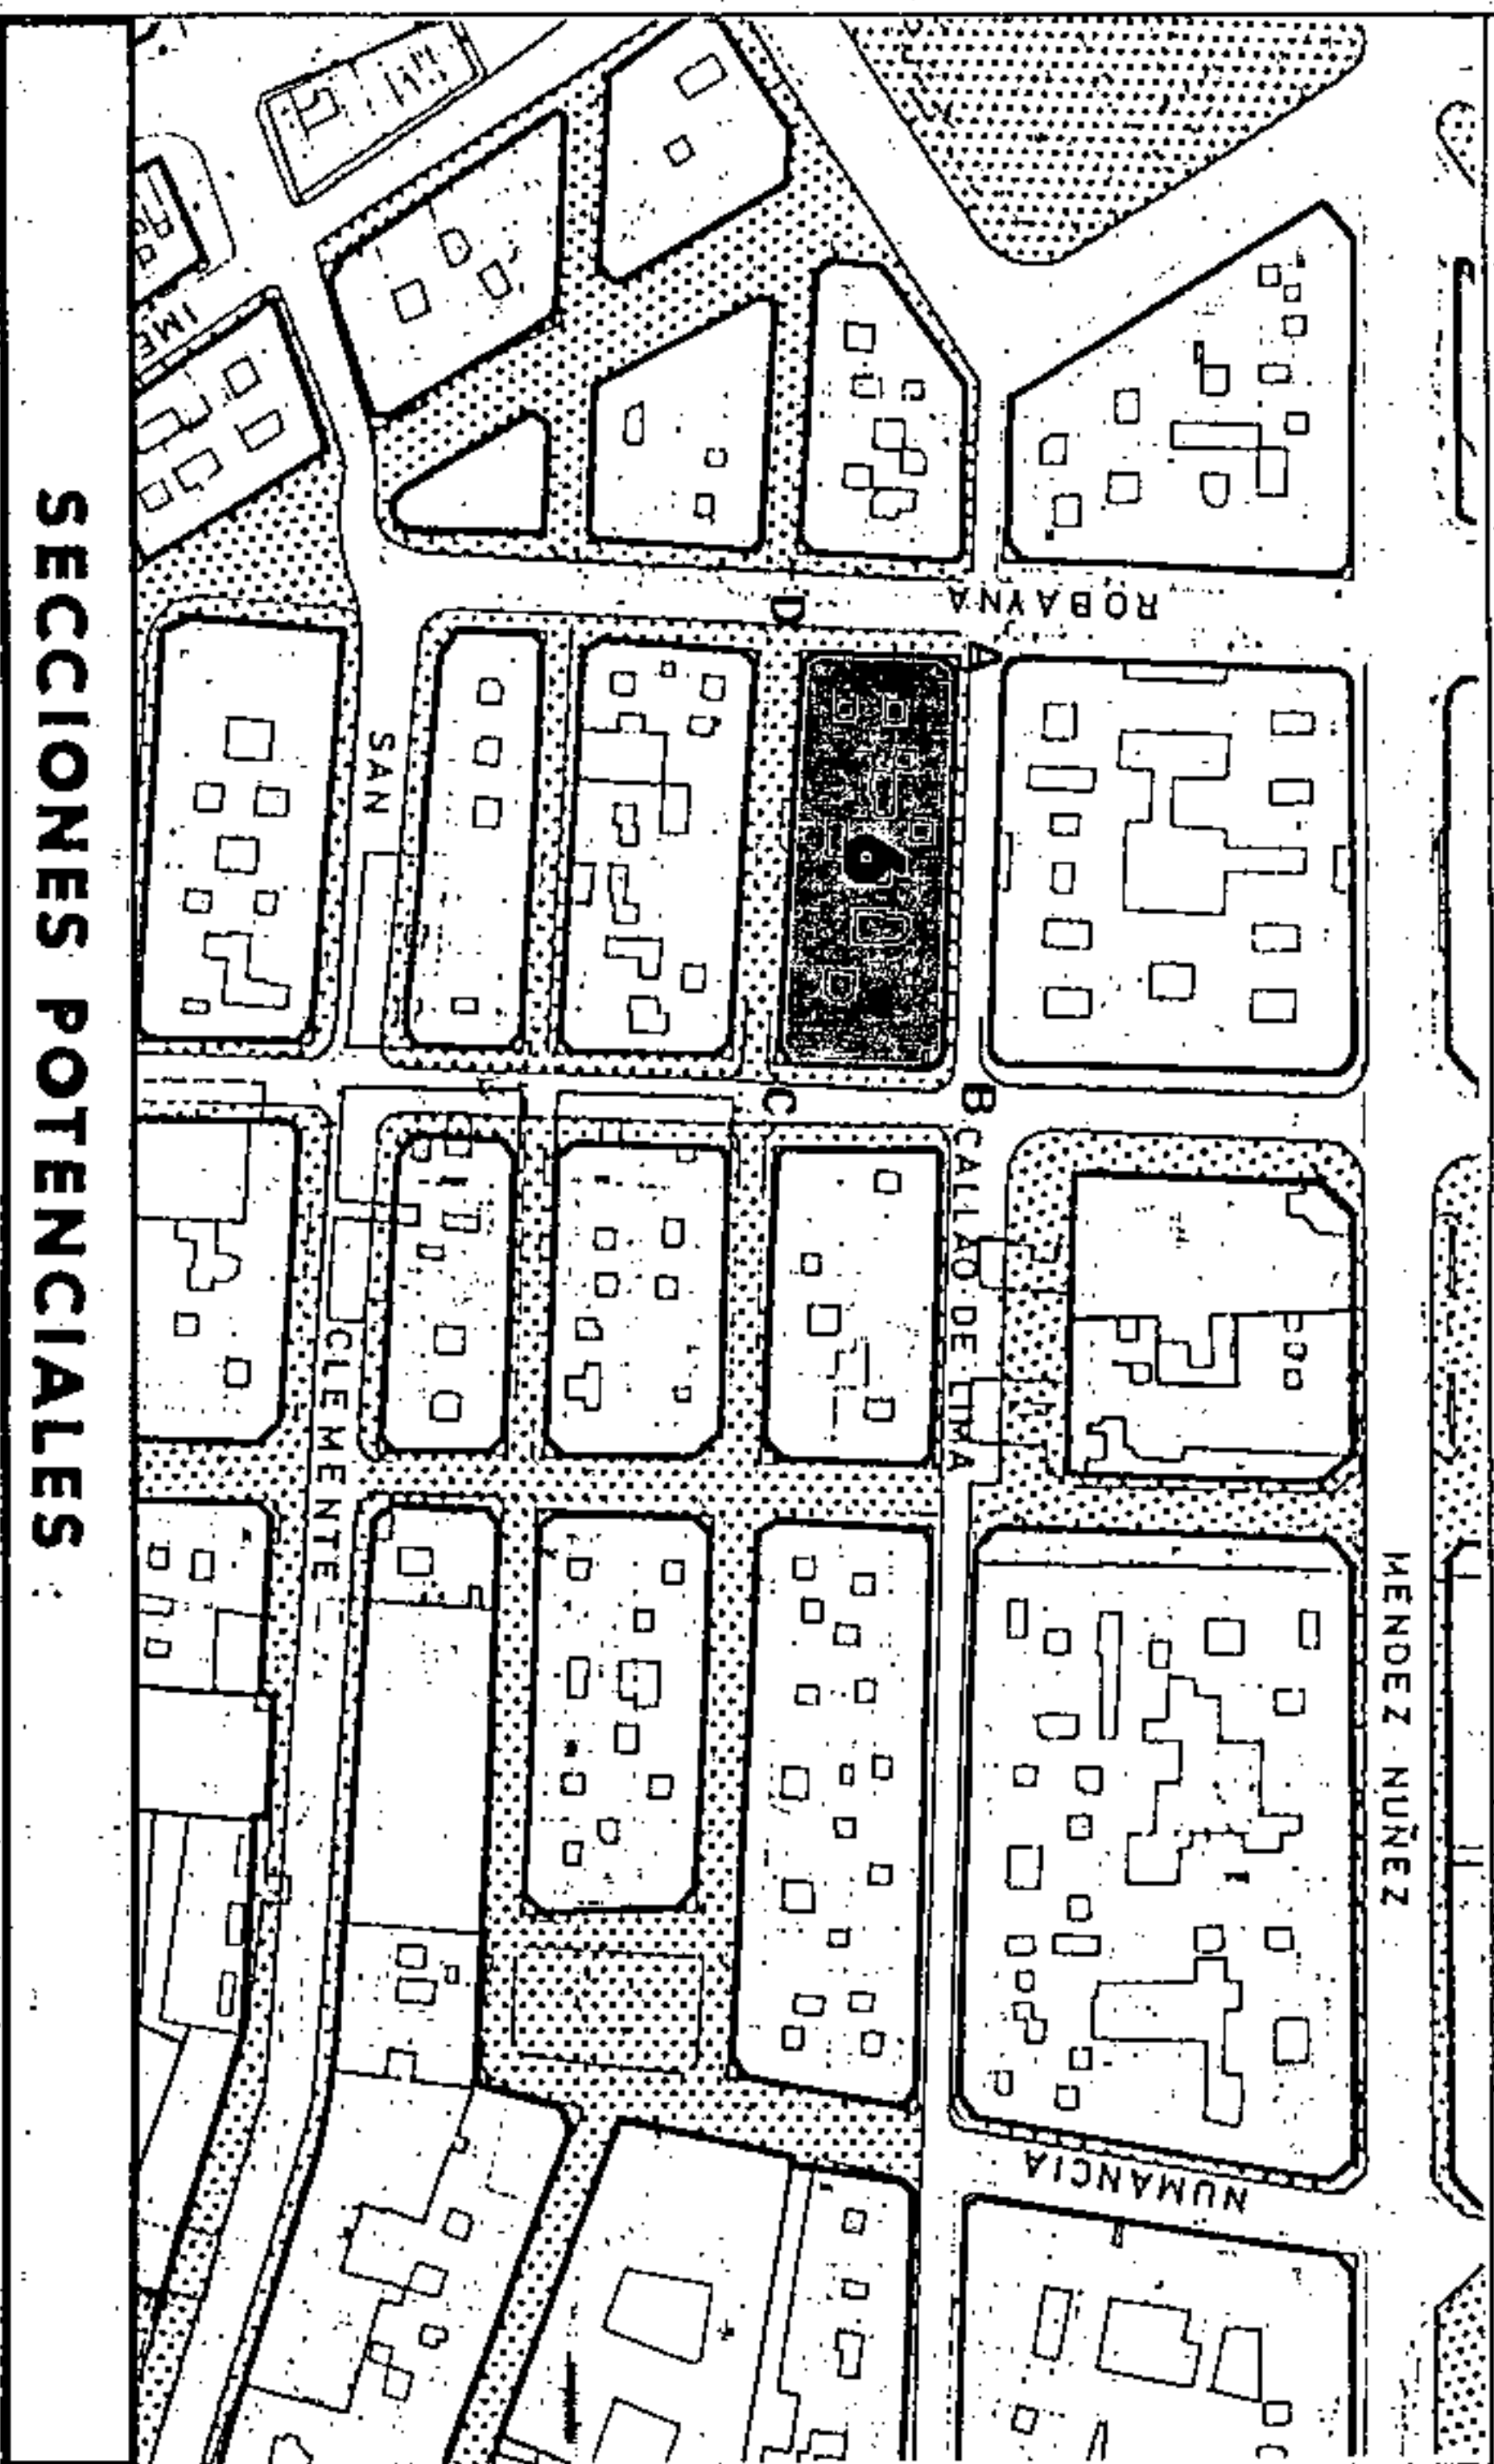 SECCIONES POTENCIALES
ROBAYNA
D
A
SAN
C
B
CALLAO DE LIMA
CLEMENTE
MENDEZ NUÑEZ
NUMANCIA
IME